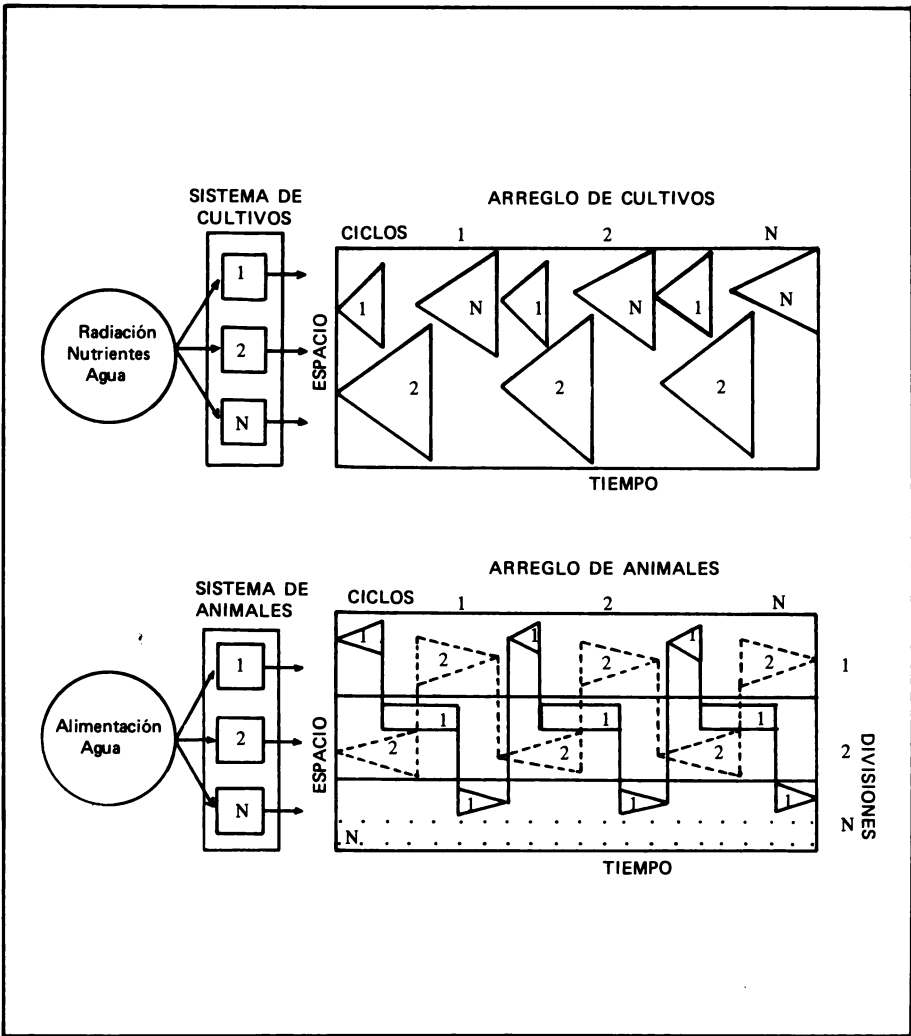 SISTEMA DE
CULTIVOS
ARREGLO DE CULTIVOS
CICLOS 1 2 N
Radiación
Nutrientes
Agua
1
2
N
ESPACIO
1 N 1 N 1 N
2 2 2
TIEMPO
SISTEMA DE
ANIMALES
ARREGLO DE ANIMALES
CICLOS 1 2 N
Alimentación
Agua
1
2
N
ESPACIO
1 1 1
2 2 2
1 1 1
2 2 2
1 1 1
N
1
2
N
DIVISIONES
TIEMPO